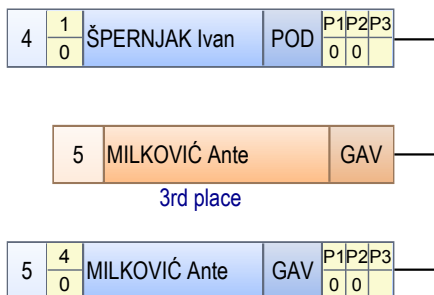 4 1 ŠPERNJAK Ivan POD P1 P2 P3
0 0 0
5 MILKOVIĆ Ante GAV
3rd place
5 4 MILKOVIĆ Ante GAV P1 P2 P3
0 0 0